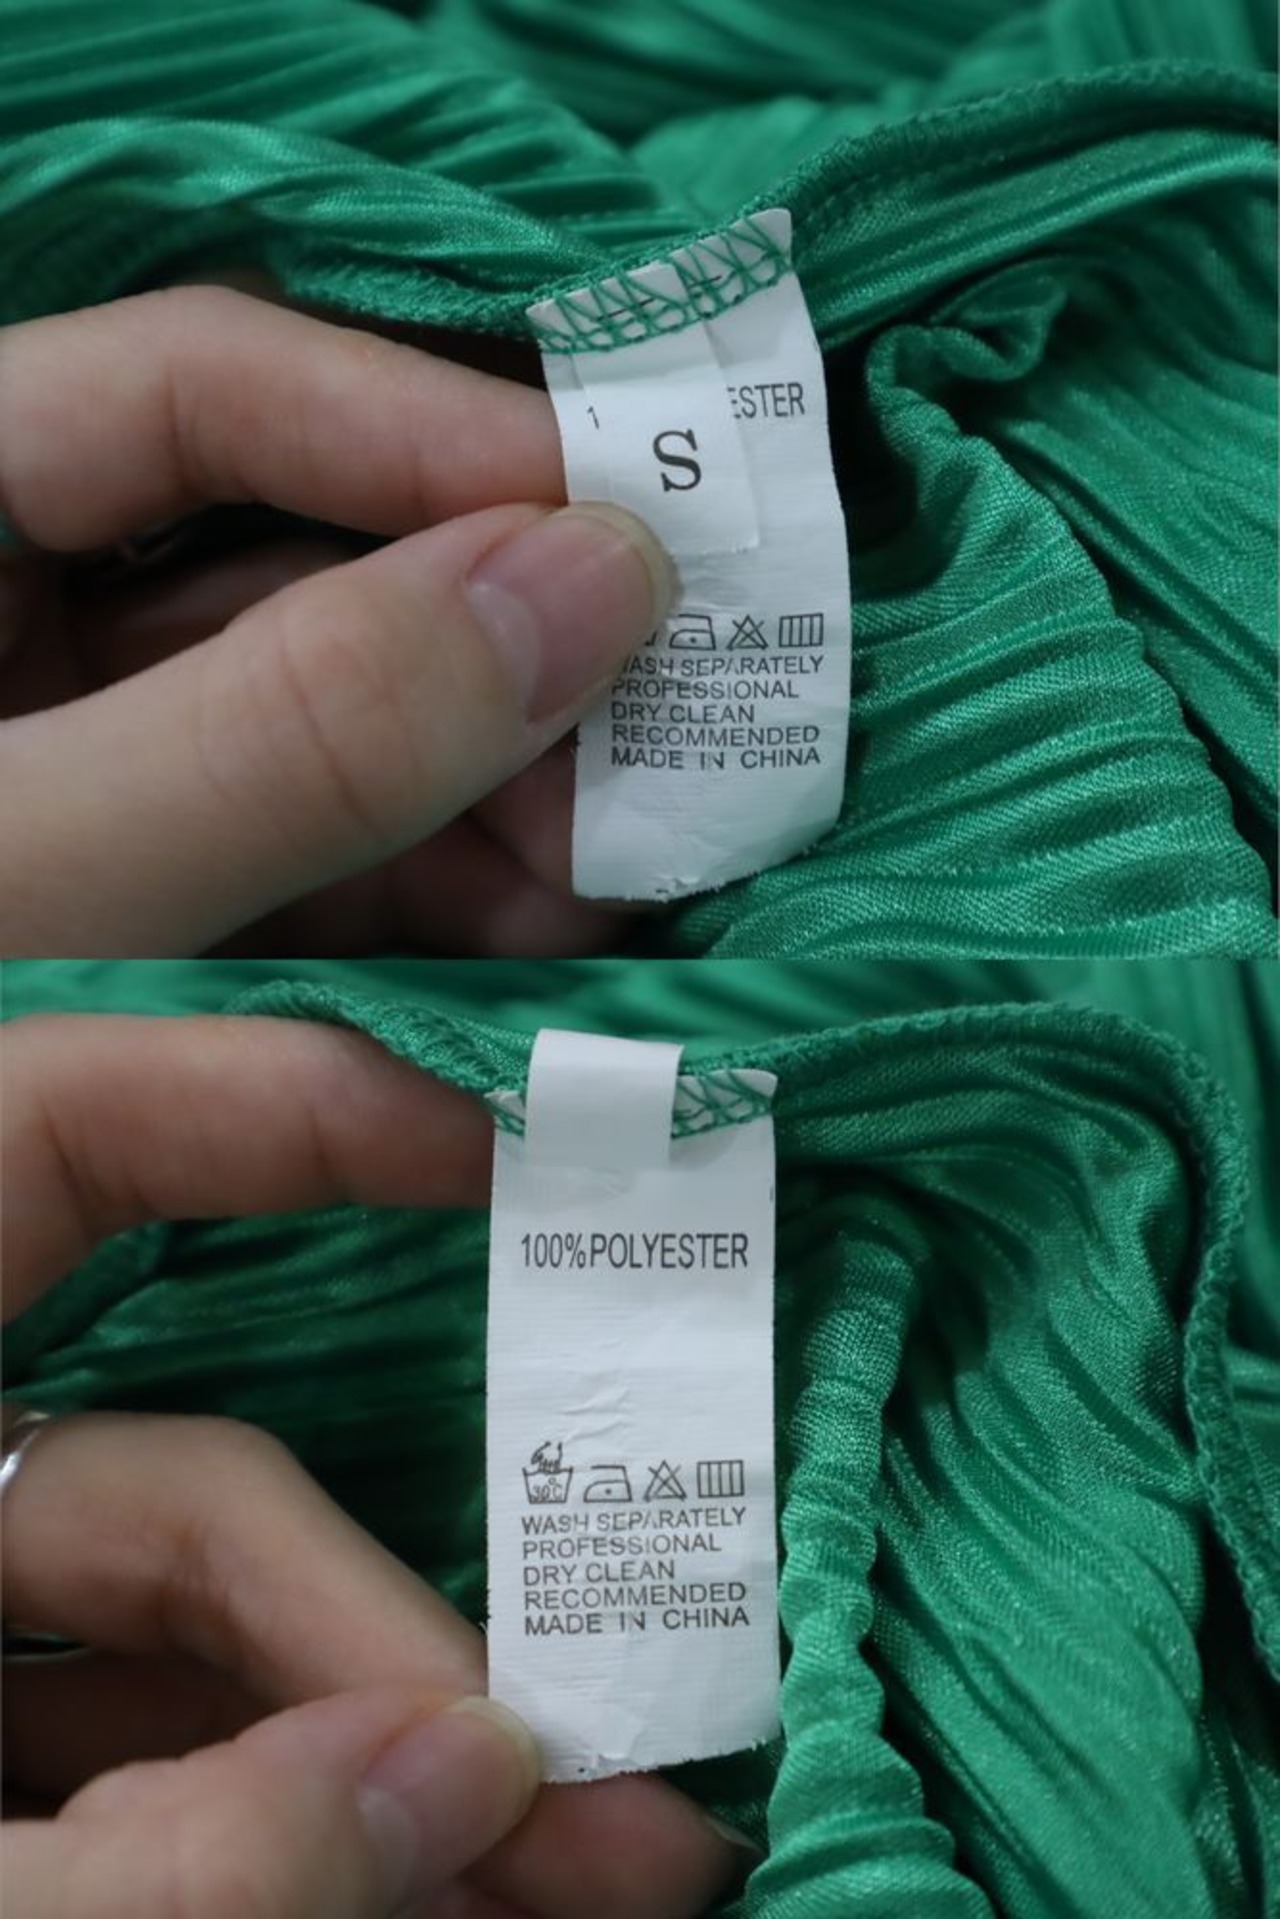 1 ESTER
S
WASH SEPARATELY
PROFESSIONAL
DRY CLEAN
RECOMMENDED
MADE IN CHINA
100%POLYESTER
30°C
WASH SEPARATELY
PROFESSIONAL
DRY CLEAN
RECOMMENDED
MADE IN CHINA